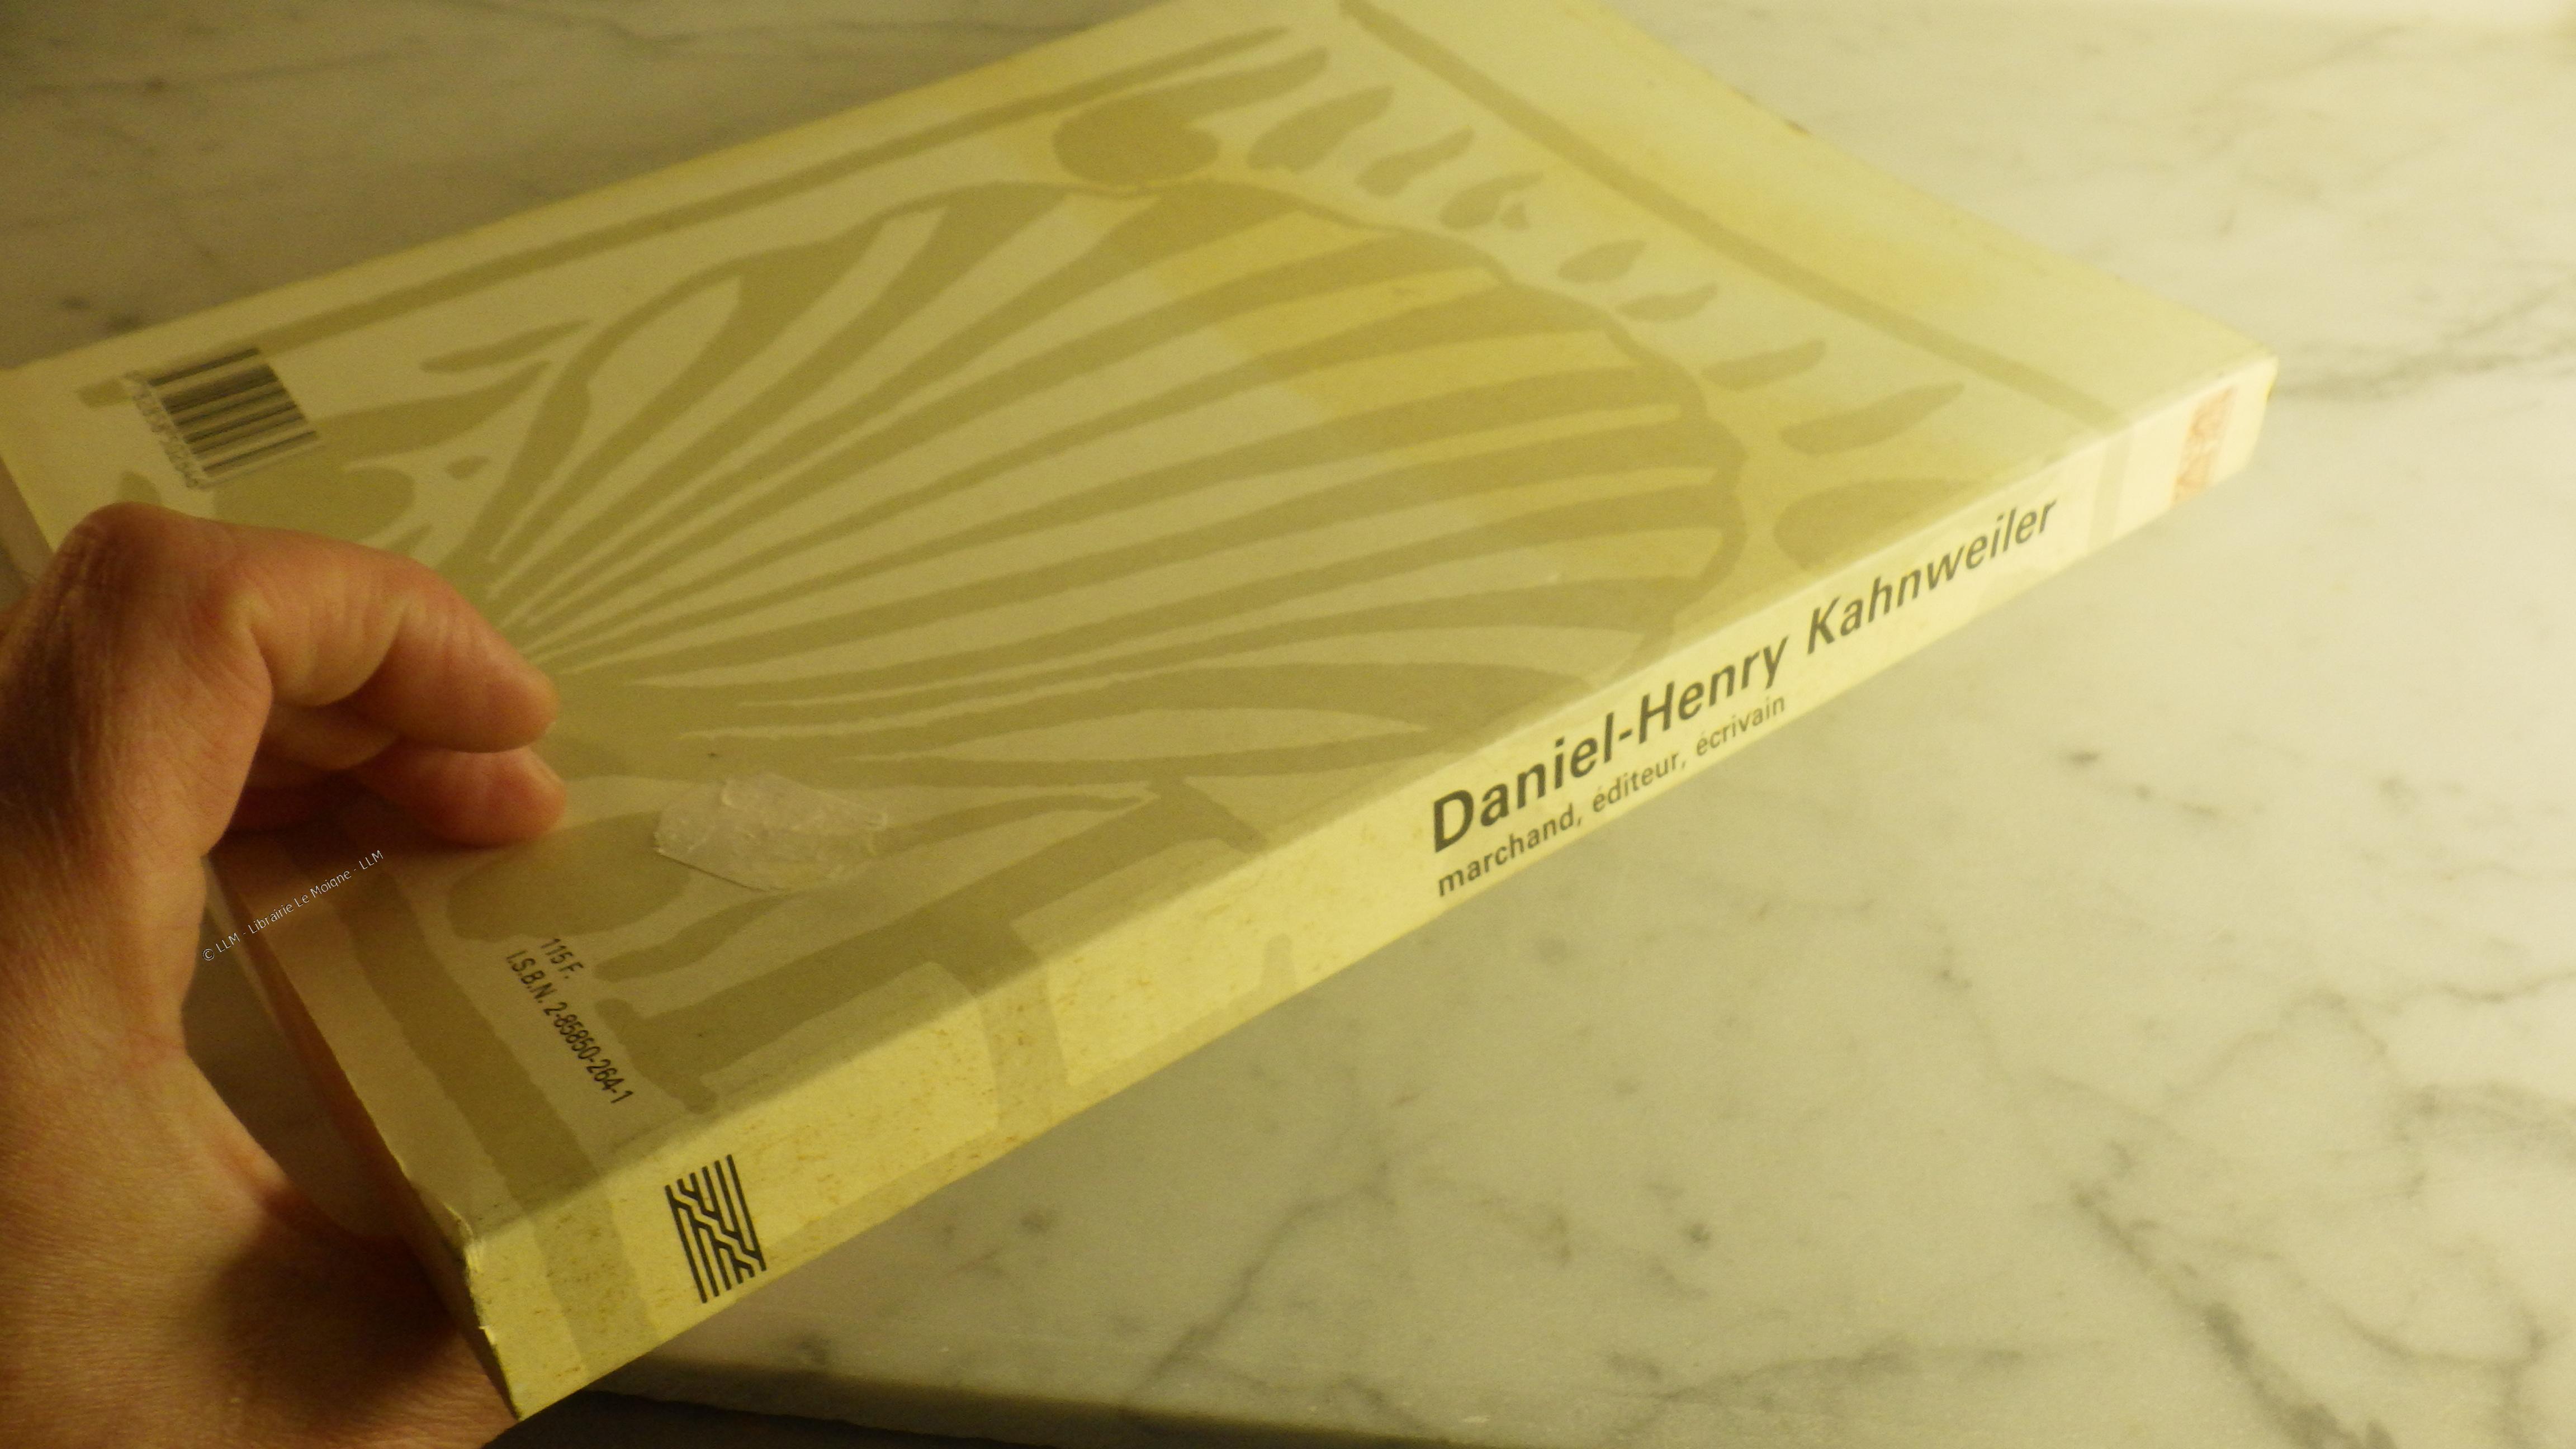 Daniel-Henry Kahnweiler
marchand, éditeur, écrivain
115 F.
I.S.B.N. 2-85850-264-1
© LLM - Librairie Le Moigne - LLM